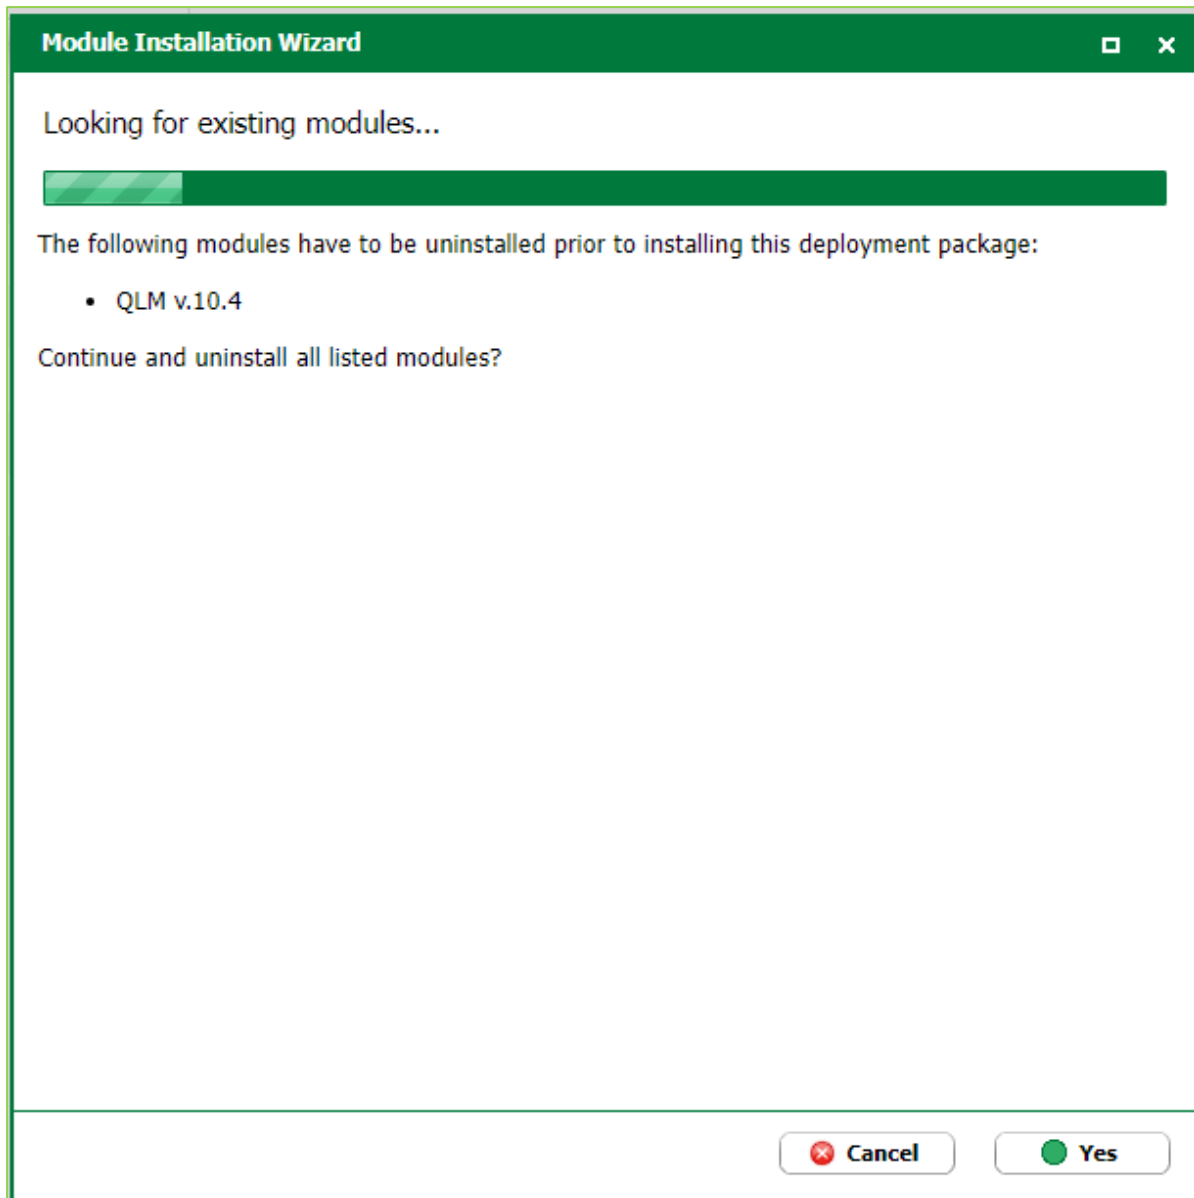 Module Installation Wizard
Looking for existing modules...
The following modules have to be uninstalled prior to installing this deployment package:
• QLM v.10.4
Continue and uninstall all listed modules?
Cancel
Yes